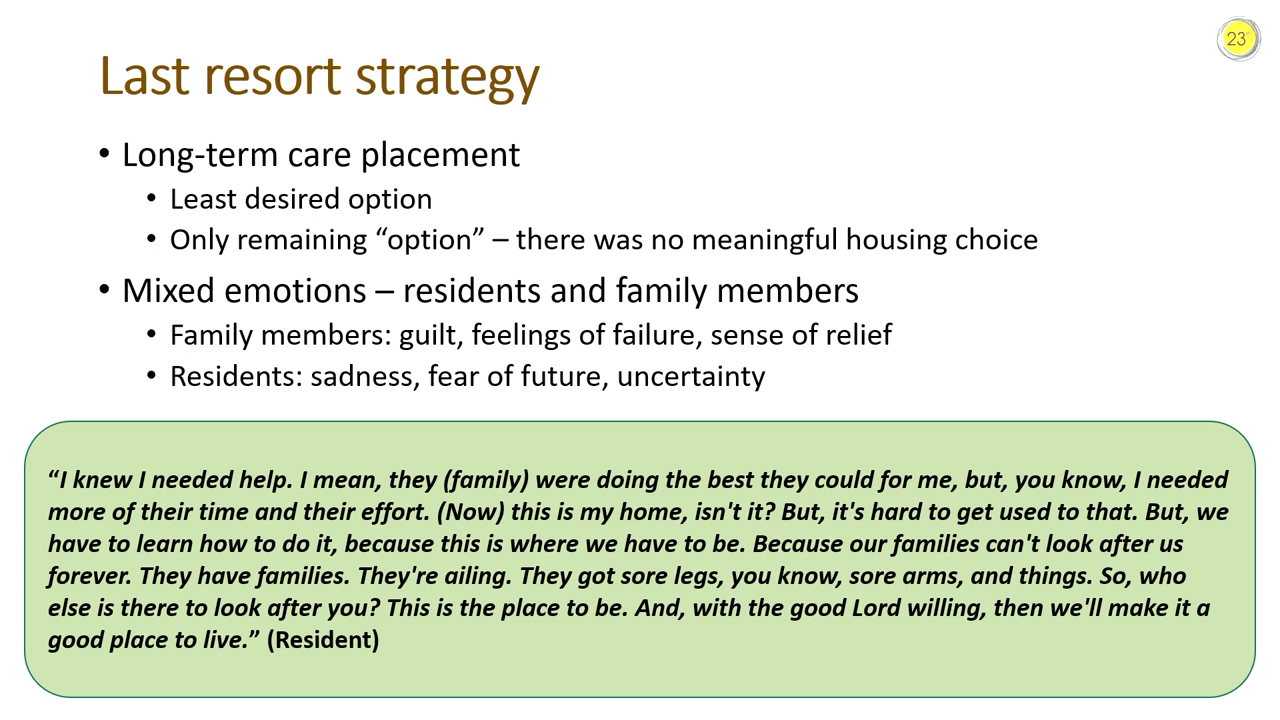 23
Last resort strategy
• Long-term care placement
• Least desired option
• Only remaining “option” – there was no meaningful housing choice
• Mixed emotions – residents and family members
• Family members: guilt, feelings of failure, sense of relief
• Residents: sadness, fear of future, uncertainty
“I knew I needed help. I mean, they (family) were doing the best they could for me, but, you know, I needed
more of their time and their effort. (Now) this is my home, isn't it? But, it's hard to get used to that. But, we
have to learn how to do it, because this is where we have to be. Because our families can't look after us
forever. They have families. They're ailing. They got sore legs, you know, sore arms, and things. So, who
else is there to look after you? This is the place to be. And, with the good Lord willing, then we'll make it a
good place to live.” (Resident)